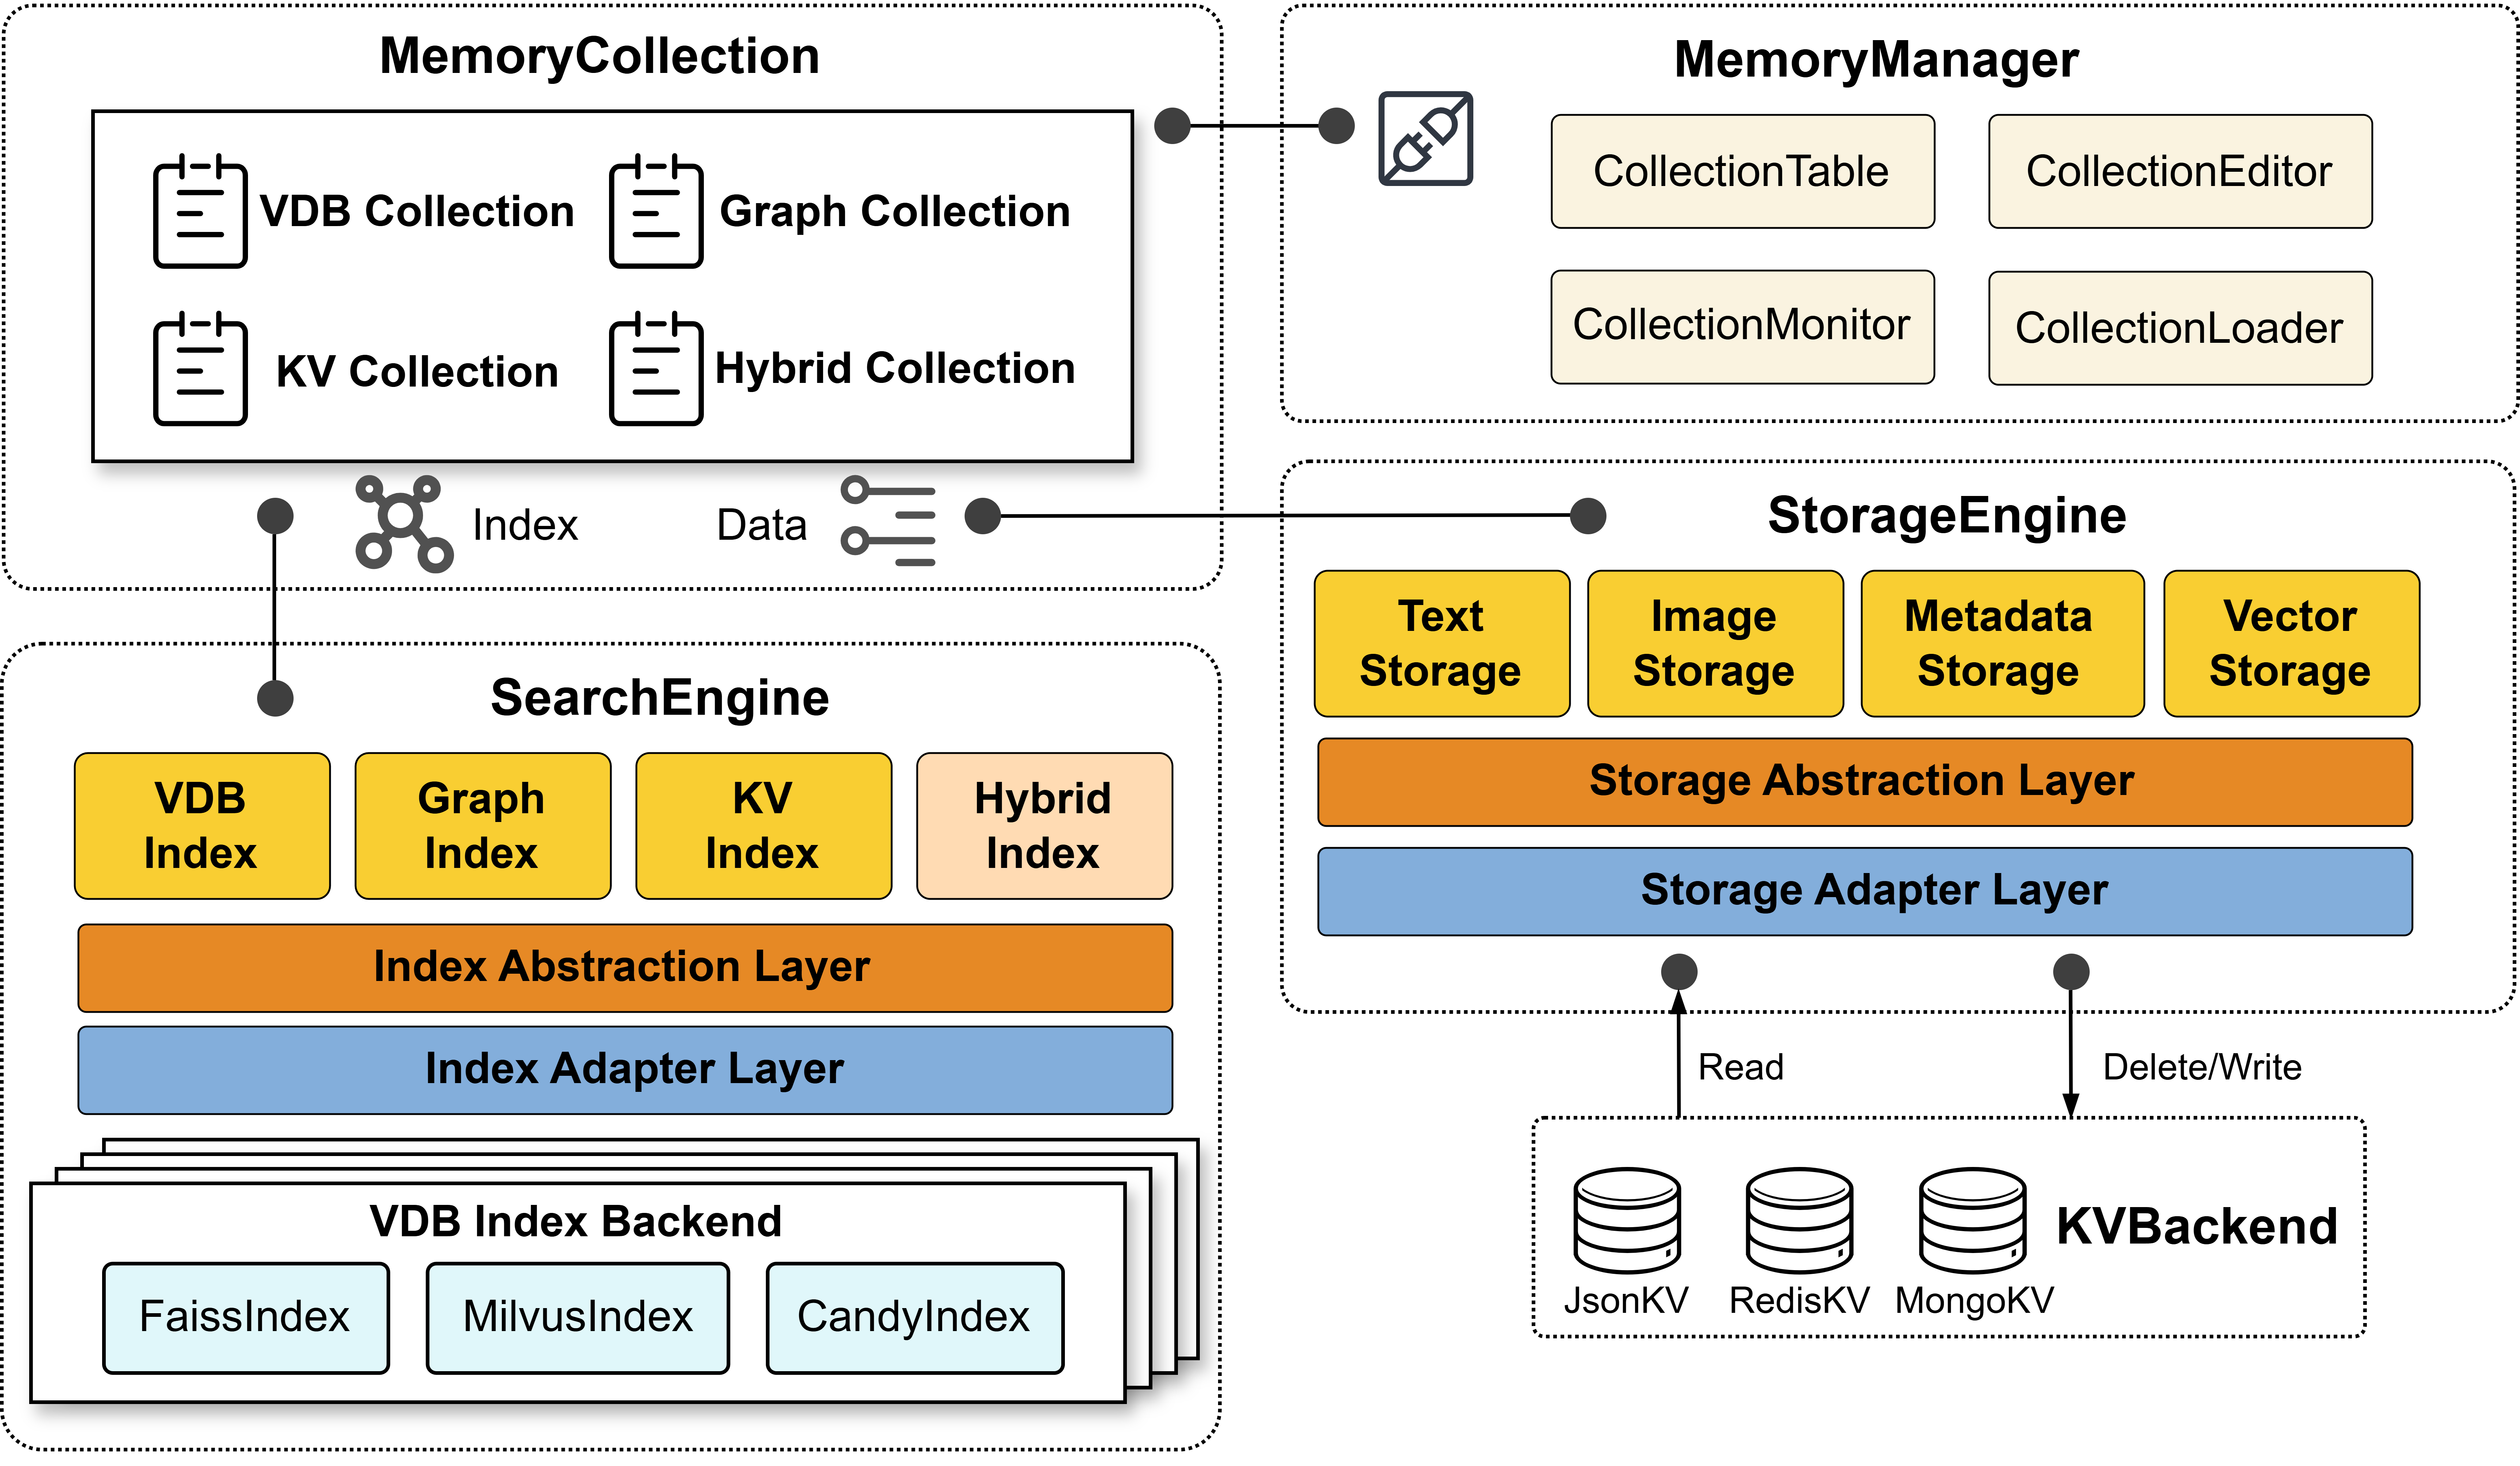 MemoryCollection
VDB Collection
Graph Collection
KV Collection
Hybrid Collection
Index
Data
MemoryManager
CollectionTable
CollectionEditor
CollectionMonitor
CollectionLoader
SearchEngine
VDB
Index
Graph
Index
KV
Index
Hybrid
Index
Index Abstraction Layer
Index Adapter Layer
VDB Index Backend
FaissIndex
MilvusIndex
CandyIndex
StorageEngine
Text
Storage
Image
Storage
Metadata
Storage
Vector
Storage
Storage Abstraction Layer
Storage Adapter Layer
Read
Delete/Write
KVBackend
JsonKV
RedisKV
MongoKV